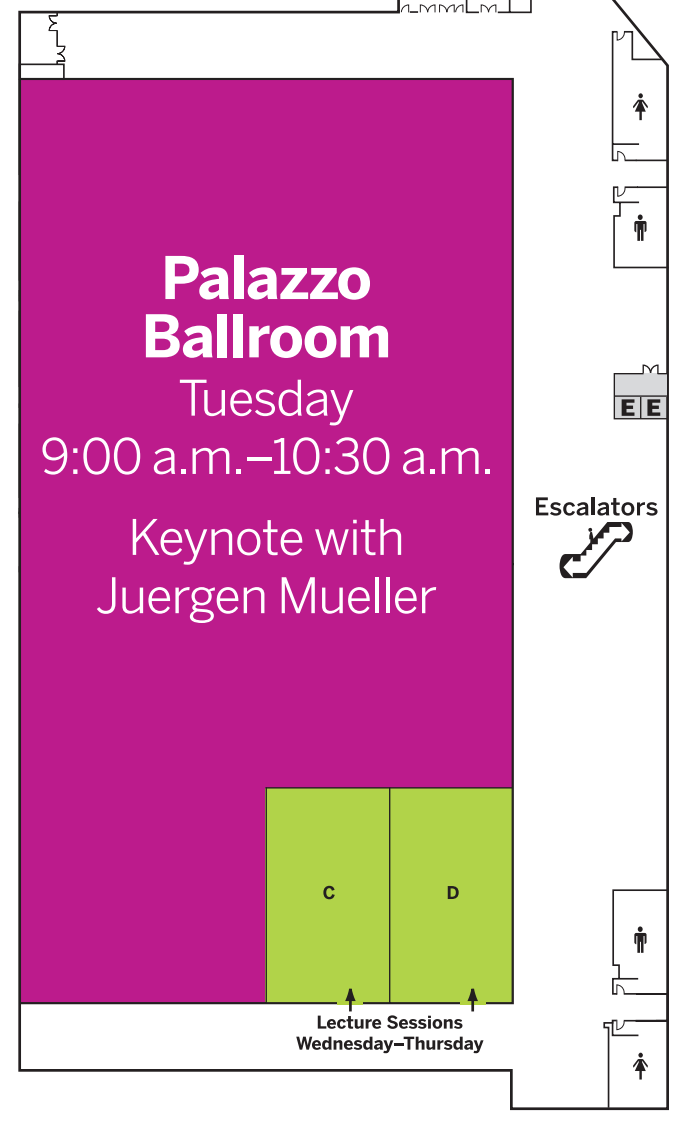 Palazzo
Ballroom
Tuesday
9:00 a.m.–10:30 a.m.
Keynote with
Juergen Mueller
E E
Escalators
C
D
Lecture Sessions
Wednesday–Thursday